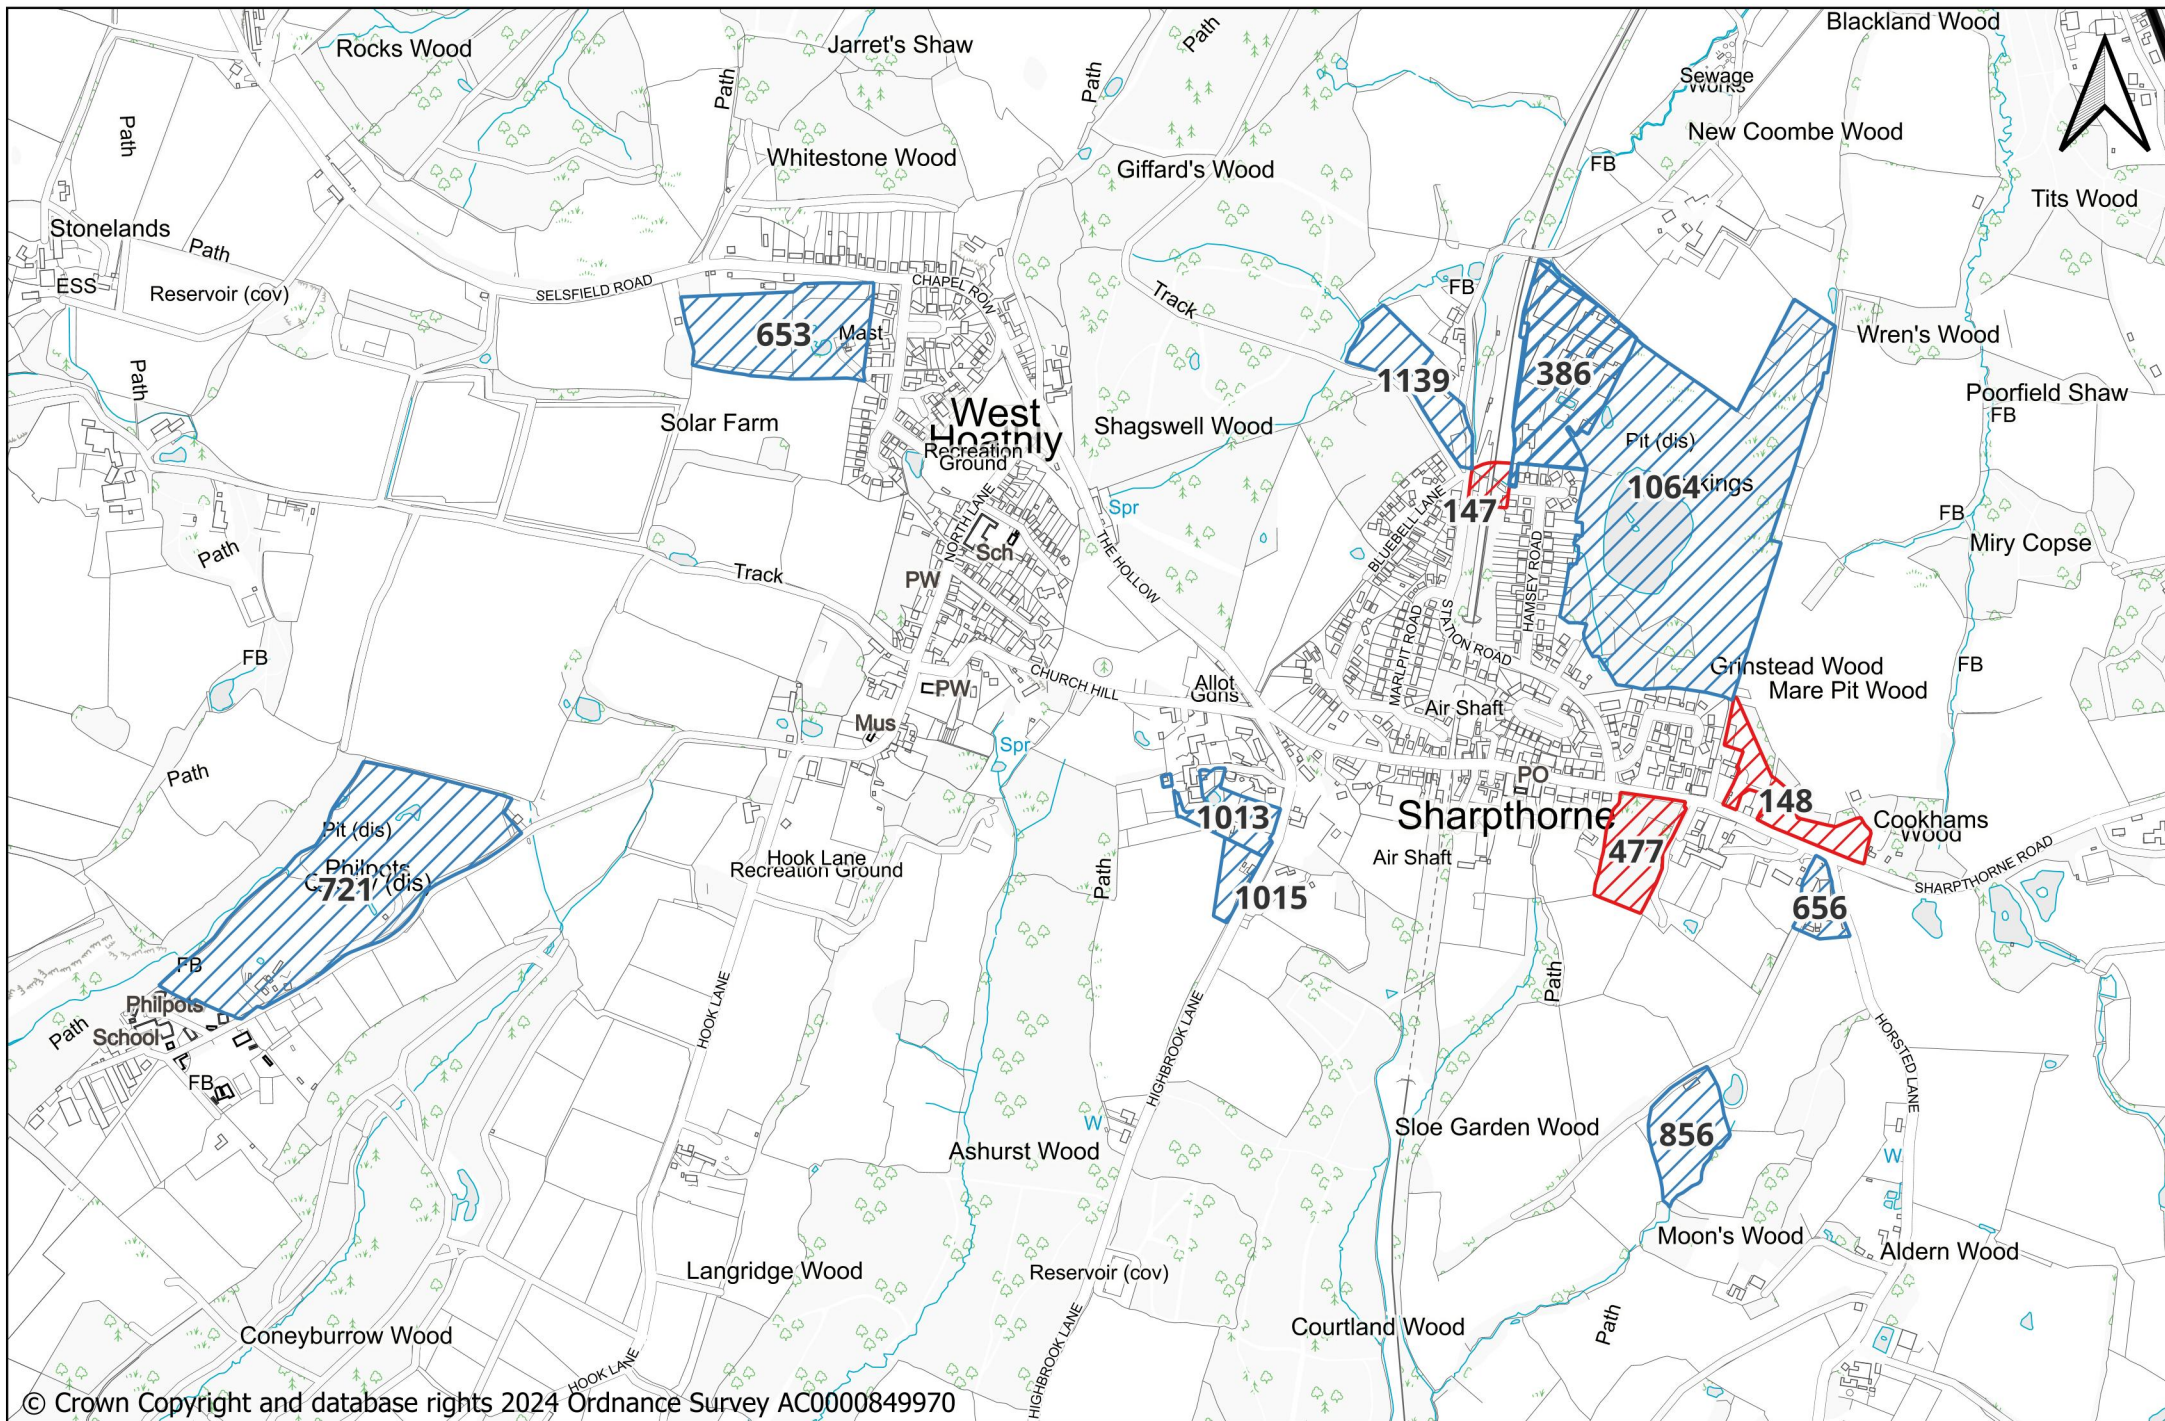 Rocks Wood
Jarret's Shaw
Path
Path
Path
Blackland Wood
Sewage
Works
Path
New Coombe Wood
Whitestone Wood
Giffard's Wood
FB
Tits Wood
Stonelands
Path
ESS
Reservoir (cov)
SELSFIELD ROAD
CHAPEL ROW
Track
FB
653
Mast
Wren's Wood
Path
1139
386
Poorfield Shaw
FB
Solar Farm
West
Hoathly
Recreation
Ground
Shagswell Wood
Pit (dis)
1064
kings
147
BLUEBELL LANE
Spr
FB
Miry Copse
NORTH LANE
Sch
THE HOLLOW
Path
Track
PW
HAMSEY ROAD
MARLPIT ROAD
STATION ROAD
FB
PW
CHURCH HILL
Allot
Gdns
Grinstead Wood
FB
Mare Pit Wood
Air Shaft
Mus
Spr
Path
PO
148
1013
Sharpthorne
Cookhams
Wood
Pit (dis)
Philpots
(dis)
721
Hook Lane
Recreation Ground
Path
Air Shaft
477
SHARPTHORNE ROAD
1015
656
FB
Philpots
School
Path
HOOK LANE
Path
HIGHBROOK LANE
HORSTED LANE
FB
W
Ashurst Wood
Sloe Garden Wood
856
W
Moon's Wood
Aldern Wood
Langridge Wood
Reservoir (cov)
Coneyburrow Wood
HOOK LANE
HIGHBROOK LANE
Courtland Wood
Path
© Crown Copyright and database rights 2024 Ordnance Survey AC0000849970